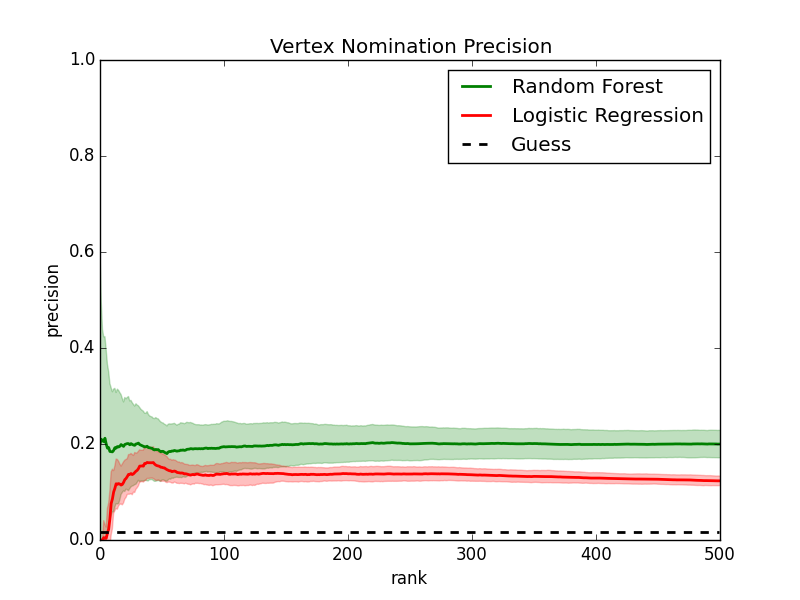 Vertex Nomination Precision
Random Forest
Logistic Regression
Guess
precision
1.0
0.8
0.6
0.4
0.2
0.0
0 100 200 300 400 500
rank